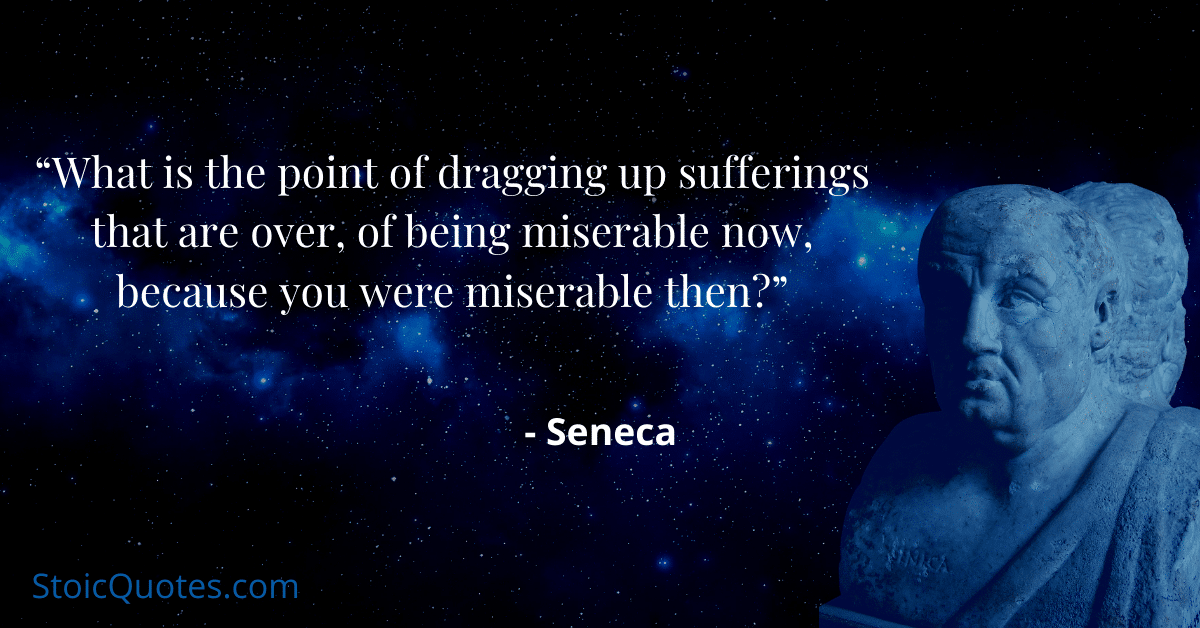 “What is the point of dragging up sufferings
that are over, of being miserable now,
because you were miserable then?”
- Seneca
StoicQuotes.com